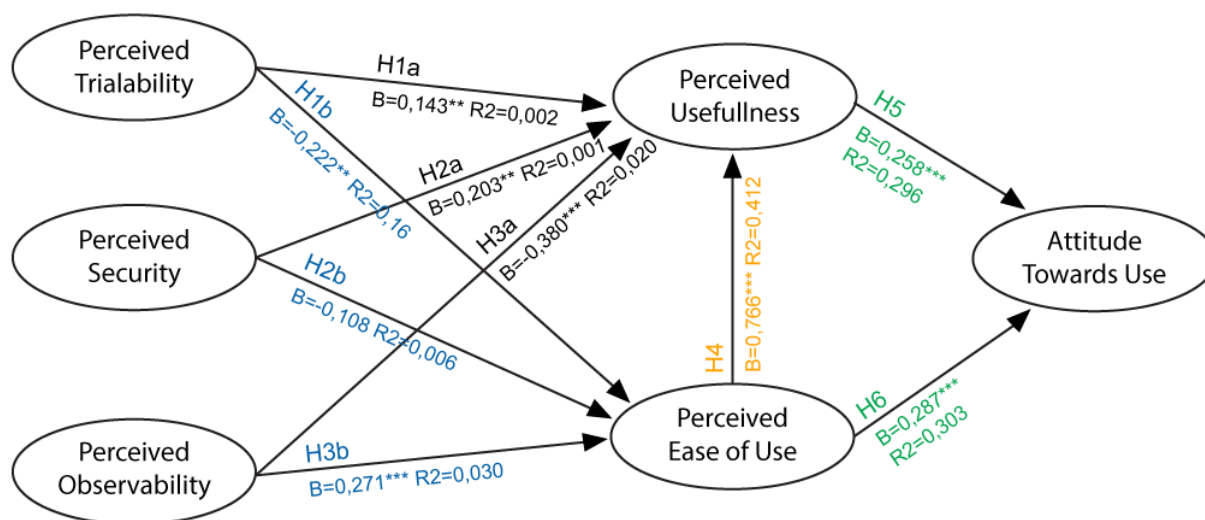 Perceived
Trialability
H1a
B=0,143** R2=0,002
H1b
B=-0,222** R2=0,16
Perceived
Usefullness
H5
B=0,258***
R2=0,296
H2a
B=0,203** R2=0,001
H3a
B=-0,380*** R2=0,020
Perceived
Security
H2b
B=-0,108 R2=0,006
H4
B=0,766*** R2=0,412
Attitude
Towards Use
Perceived
Observability
H3b
B=0,271*** R2=0,030
Perceived
Ease of Use
H6
B=0,287***
R2=0,303